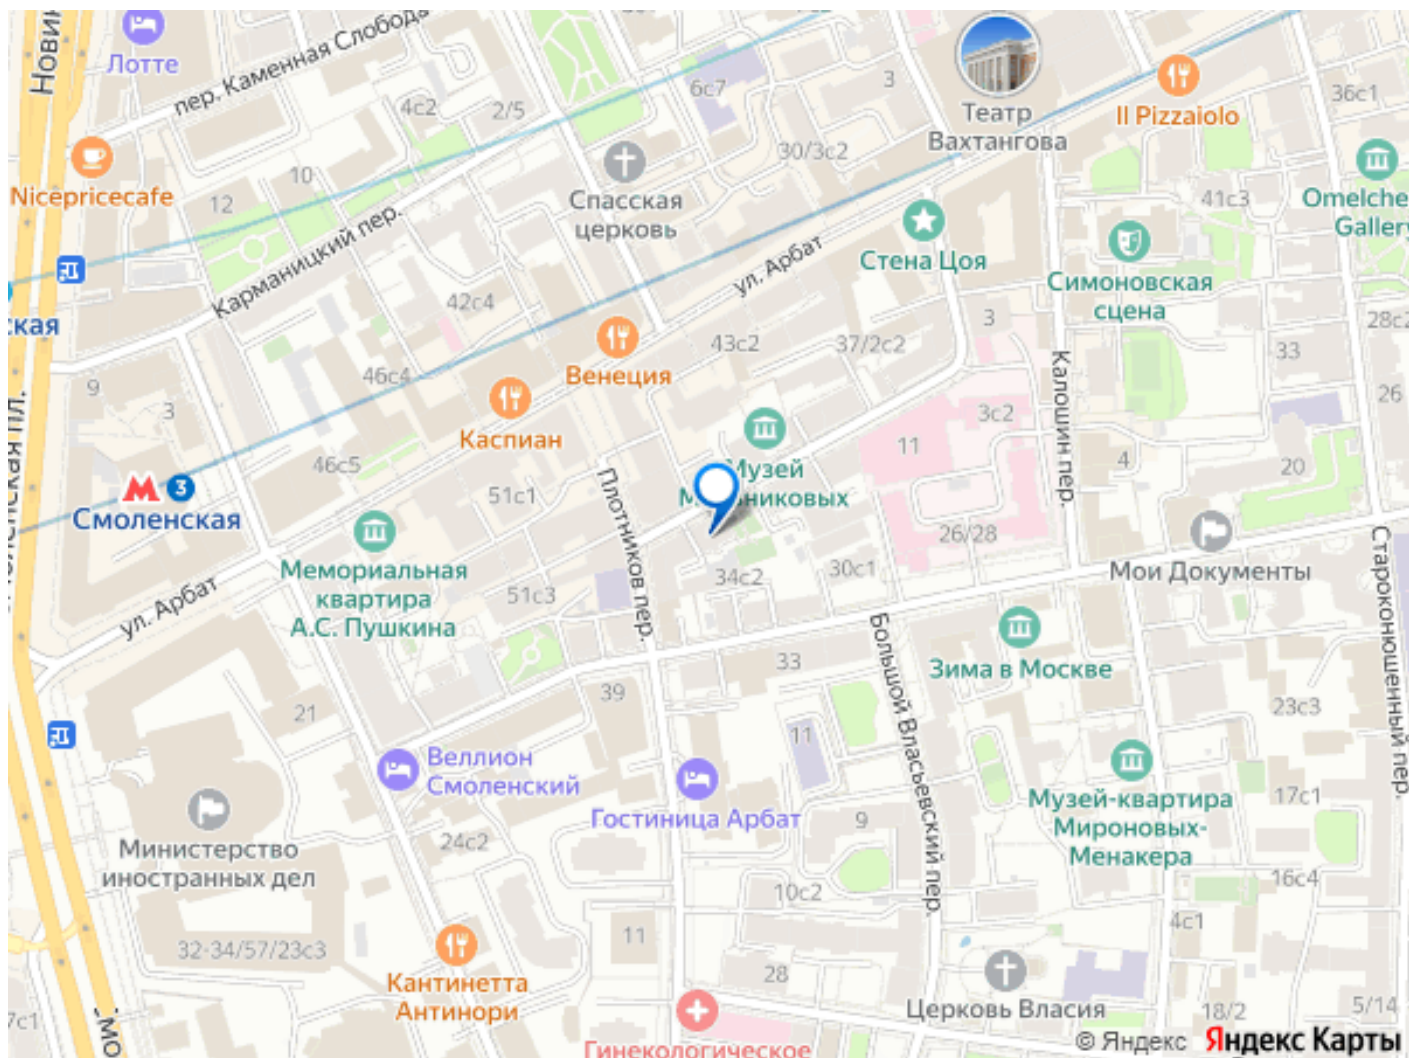 Новин
Лотте
пер. Каменная Слобода
4с2
2/5
6с7
3
Театр
Вахтангова
Il Pizzaiolo
36с1
Nicepricecafe
12
10
Спасская
церковь
30/3с2
41с3
Omelche
Gallery
Карманицкий пер.
ул. Арбат
Стена Цоя
Симоновская
сцена
ская
42с4
43с2
37/2с2
3
28с2
33
Венеция
46с4
9
3
Каспиан
Калошин пер.
3с2
26
11
4
20
46с5
51с1
Музей
М
никовых
3
Смоленская
Плотников пер.
26/28
Мои Документы
Мемориальная
квартира
А.С. Пушкина
ул. Арбат
51с3
34с2
30с1
Староконюшенный пер.
Большой Власьевский пер.
Зима в Москве
33
39
21
23с3
11
Веллион
Смоленский
Гостиница Арбат
Музей-квартира
Мироновых-
Менакера
17с1
9
Министерство
иностранных дел
24с2
10с2
16с4
4с1
11
32-34/57/23с3
28
Кантинетта
Антинори
Церковь Власия
18/2
5/14
7с1
Гинекологическое
© Яндекс Яндекс Карты